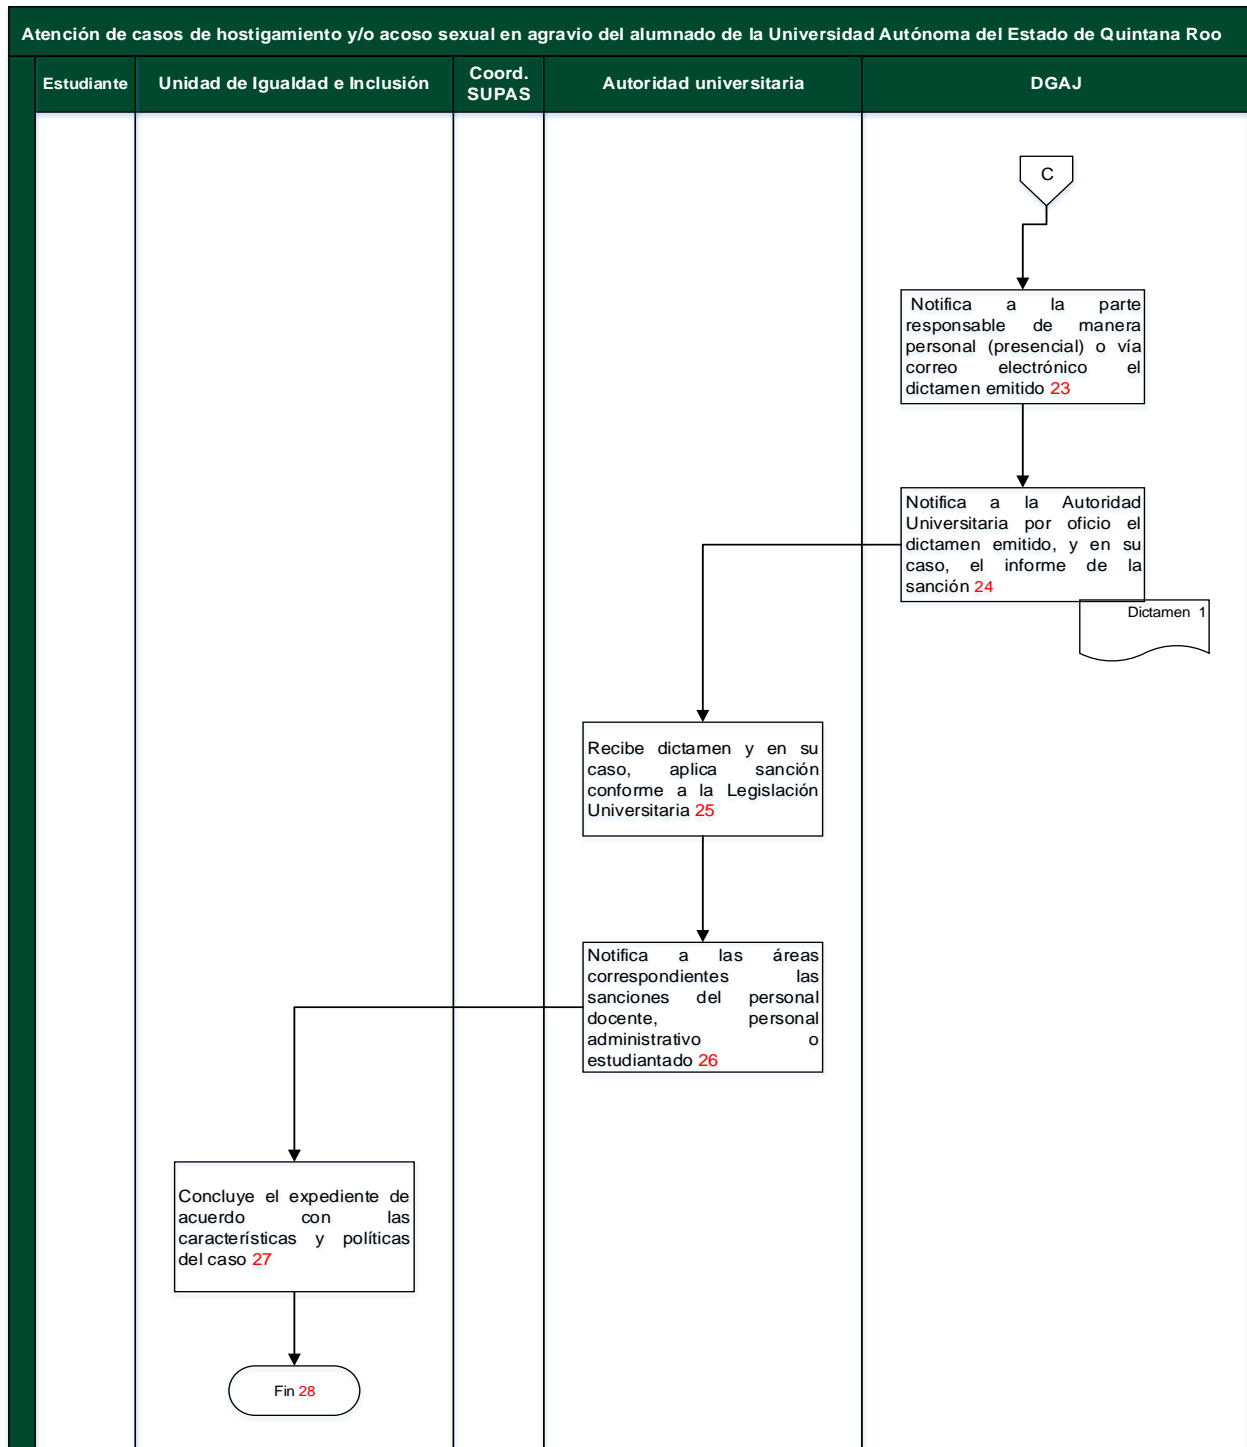 Atención de casos de hostigamiento y/o acoso sexual en agravio del alumnado de la Universidad Autónoma del Estado de Quintana Roo
Estudiante
Unidad de Igualdad e Inclusión
Coord.
SUPAS
Autoridad universitaria
DGAJ
C
Notifica a la parte
responsable de manera
personal (presencial) o vía
correo electrónico el
dictamen emitido 23
Notifica a la Autoridad
Universitaria por oficio el
dictamen emitido, y en su
caso, el informe de la
sanción 24
Dictamen 1
Recibe dictamen y en su
caso, aplica sanción
conforme a la Legislación
Universitaria 25
Notifica a las áreas
correspondientes las
sanciones del personal
docente, personal
administrativo o
estudiantado 26
Concluye el expediente de
acuerdo con las
características y políticas
del caso 27
Fin 28